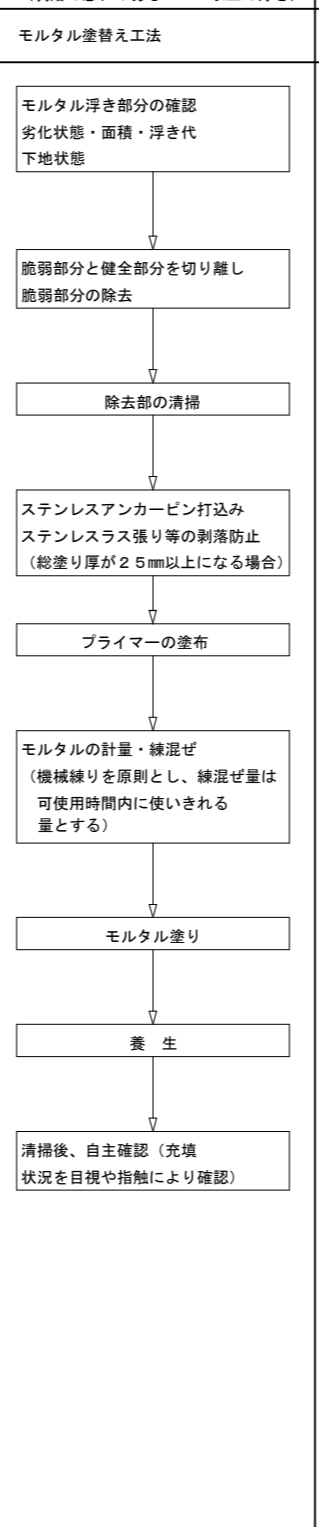 モルタル塗替え工法
モルタル浮き部分の確認
劣化状態・面積・浮き代
下地状態
脆弱部分と健全部分を切り離し
脆弱部分の除去
除去部の清掃
ステンレスアンカーピン打込み
ステンレスラス張り等の剥落防止
(総塗り厚が25㎜以上になる場合)
プライマーの塗布
モルタルの計量・練混ぜ
(機械練りを原則とし、練混ぜ量は
可使用時間内に使いきれる
量とする)
モルタル塗り
養 生
清掃後、自主確認(充填
状況を目視や指触により確認)